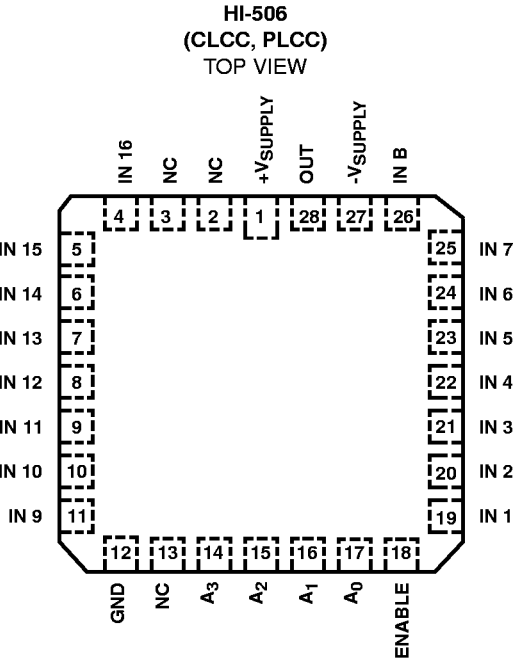 HI-506
(CLCC, PLCC)
TOP VIEW
IN 16 NC NC +VSUPPLY OUT -VSUPPLY IN B
4 3 2 1 28 27 26
IN 15 5 25 IN 7
IN 14 6 24 IN 6
IN 13 7 23 IN 5
IN 12 8 22 IN 4
IN 11 9 21 IN 3
IN 10 10 20 IN 2
IN 9 11 19 IN 1
12 13 14 15 16 17 18
GND NC A3 A2 A1 A0 ENABLE